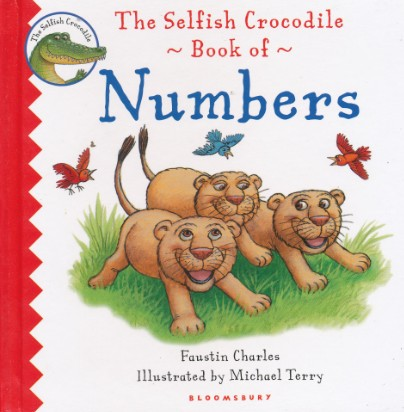 The Selfish Crocodile
The Selfish Crocodile
~ Book of ~
Numbers
Faustin Charles
Illustrated by Michael Terry
BLOOMSBURY